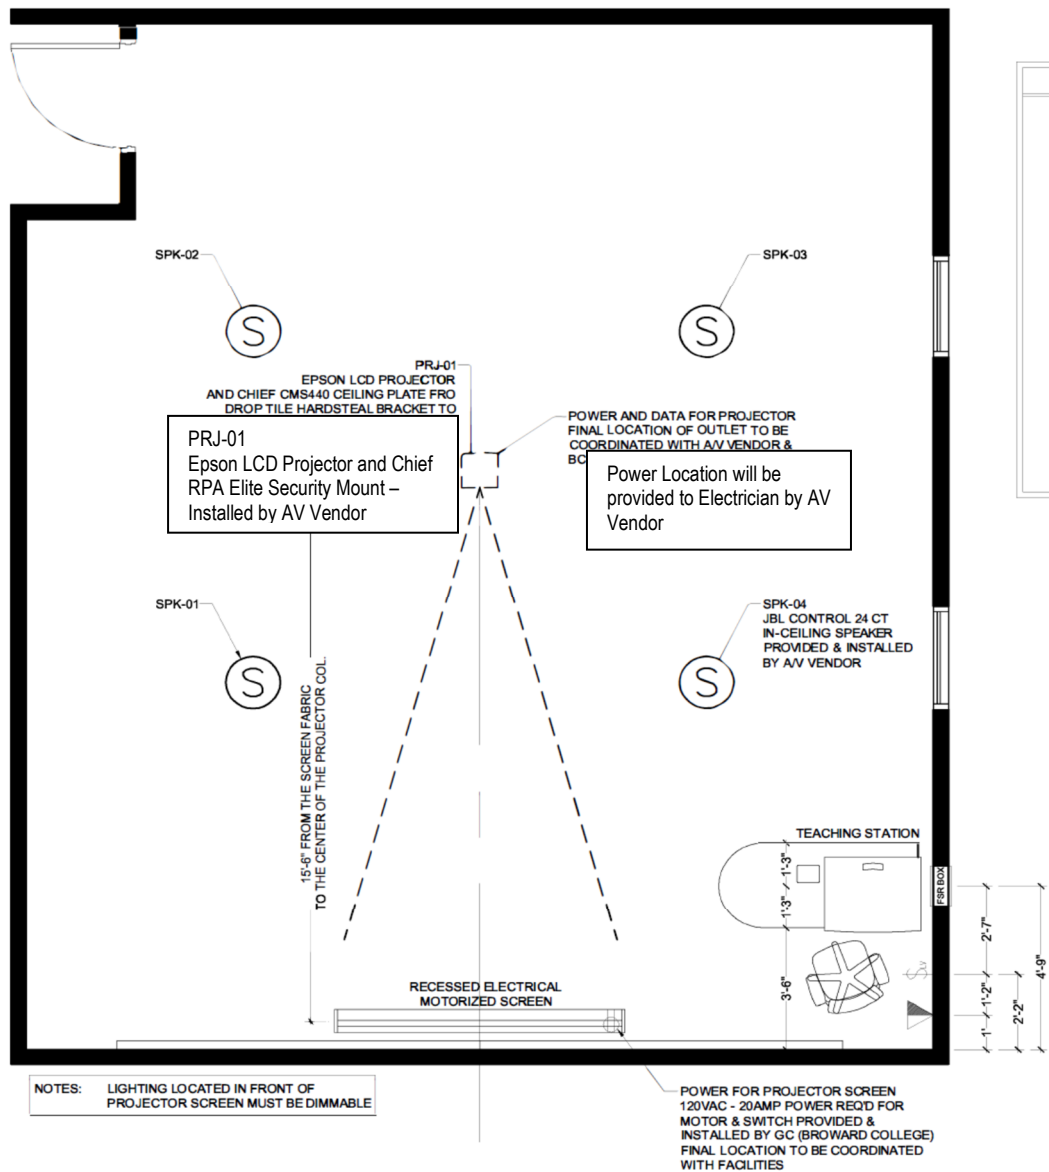 SPK-02
SPK-03
S
S
PRJ-01
EPSON LCD PROJECTOR
AND CHIEF CMS440 CEILING PLATE FRO
DROP TILE HARDSTEAL BRACKET TO
POWER AND DATA FOR PROJECTOR
FINAL LOCATION OF OUTLET TO BE
COORDINATED WITH A/V VENDOR &
PRJ-01
Epson LCD Projector and Chief
RPA Elite Security Mount –
Installed by AV Vendor
Power Location will be
provided to Electrician by AV
Vendor
SPK-01
SPK-04
JBL CONTROL 24 CT
IN-CEILING SPEAKER
PROVIDED & INSTALLED
BY A/V VENDOR
S
S
15'-6" FROM THE SCREEN FABRIC
TO THE CENTER OF THE PROJECTOR COL.
TEACHING STATION
1'-3"
1'-3"
FSR BOX
2'-7"
4'-9"
3'-6"
1'-2"
2'-2"
1'
RECESSED ELECTRICAL
MOTORIZED SCREEN
NOTES: LIGHTING LOCATED IN FRONT OF
PROJECTOR SCREEN MUST BE DIMMABLE
POWER FOR PROJECTOR SCREEN
120VAC - 20AMP POWER REQ'D FOR
MOTOR & SWITCH PROVIDED &
INSTALLED BY GC (BROWARD COLLEGE)
FINAL LOCATION TO BE COORDINATED
WITH FACILITIES